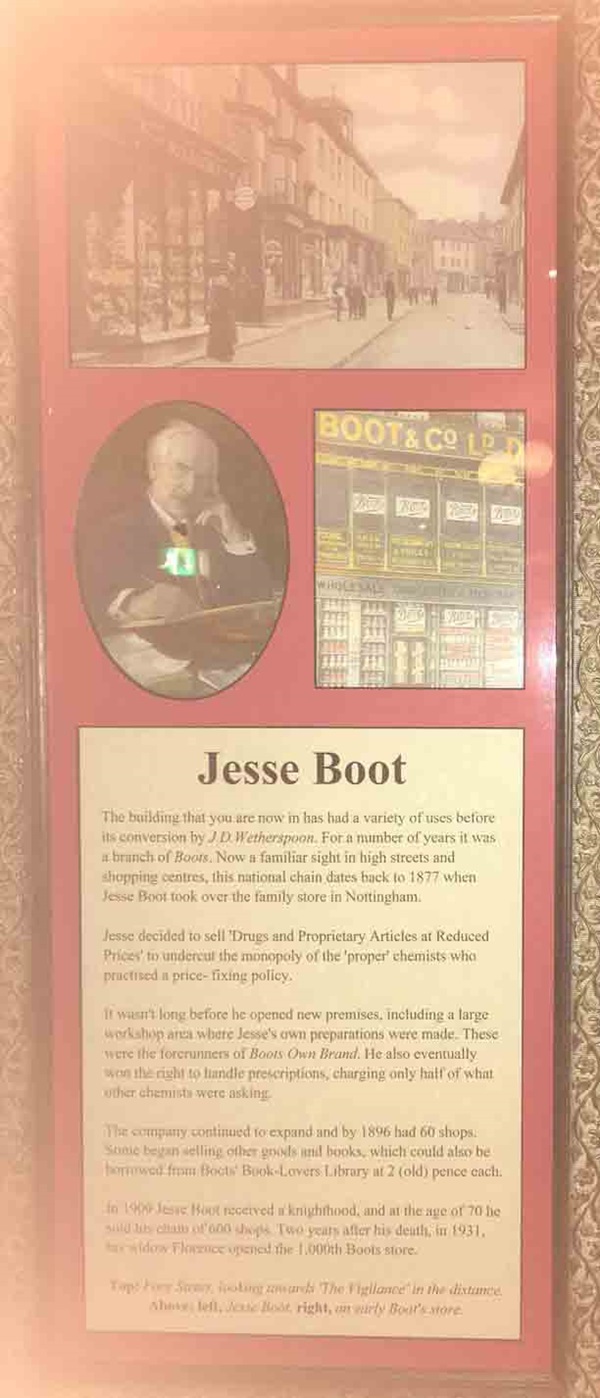 BOOT & Co LD. D
Boots
Boots
Boots
Boots
WHOLESALE
Boots
Boots
Boots
Jesse Boot
The building that you are now in has had a variety of uses before
its conversion by J.D. Wetherspoon. For a number of years it was
a branch of Boots. Now a familiar sight in high streets and
shopping centres, this national chain dates back to 1877 when
Jesse Boot took over the family store in Nottingham.
Jesse decided to sell 'Drugs and Proprietary Articles at Reduced
Prices' to undercut the monopoly of the 'proper' chemists who
practised a price- fixing policy.
It wasn't long before he opened new premises, including a large
workshop area where Jesse's own preparations were made. These
were the forerunners of Boots Own Brand. He also eventually
won the right to handle prescriptions, charging only half of what
other chemists were asking.
The company continued to expand and by 1896 had 60 shops.
Some began selling other goods and books, which could also be
borrowed from Boots' Book-Lovers Library at 2 (old) pence each.
In 1909 Jesse Boot received a knighthood, and at the age of 70 he
sold his chain of 600 shops. Two years after his death, in 1931,
his widow Florence opened the 1,000th Boots store.
Top: Fore Street, looking towards 'The Vigilance' in the distance.
Above: left, Jesse Boot, right, an early Boot's store.